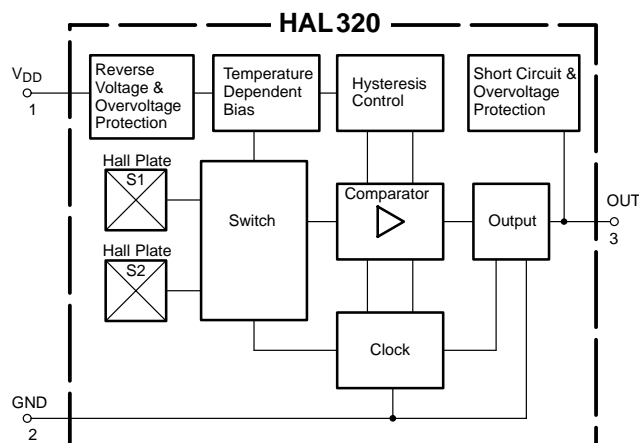 HAL 320
VDD
1
Reverse
Voltage &
Overvoltage
Protection
Temperature
Dependent
Bias
Hysteresis
Control
Short Circuit &
Overvoltage
Protection
Hall Plate
S1
Hall Plate
S2
Switch
Comparator
Output
OUT
3
Clock
GND
2